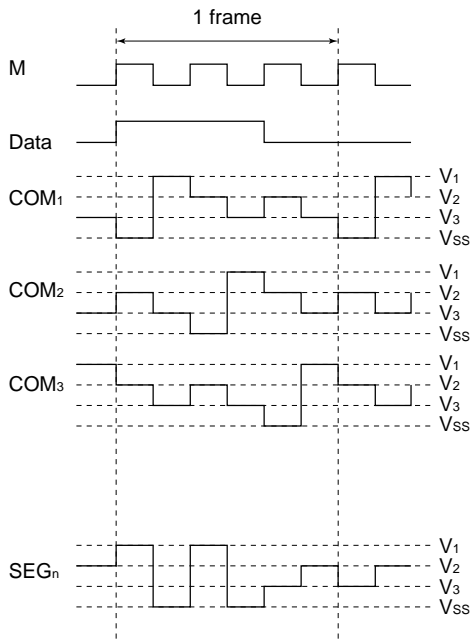 1 frame
M
Data
COM1
V1
V2
V3
VSS
COM2
V1
V2
V3
VSS
COM3
V1
V2
V3
VSS
SEGn
V1
V2
V3
VSS